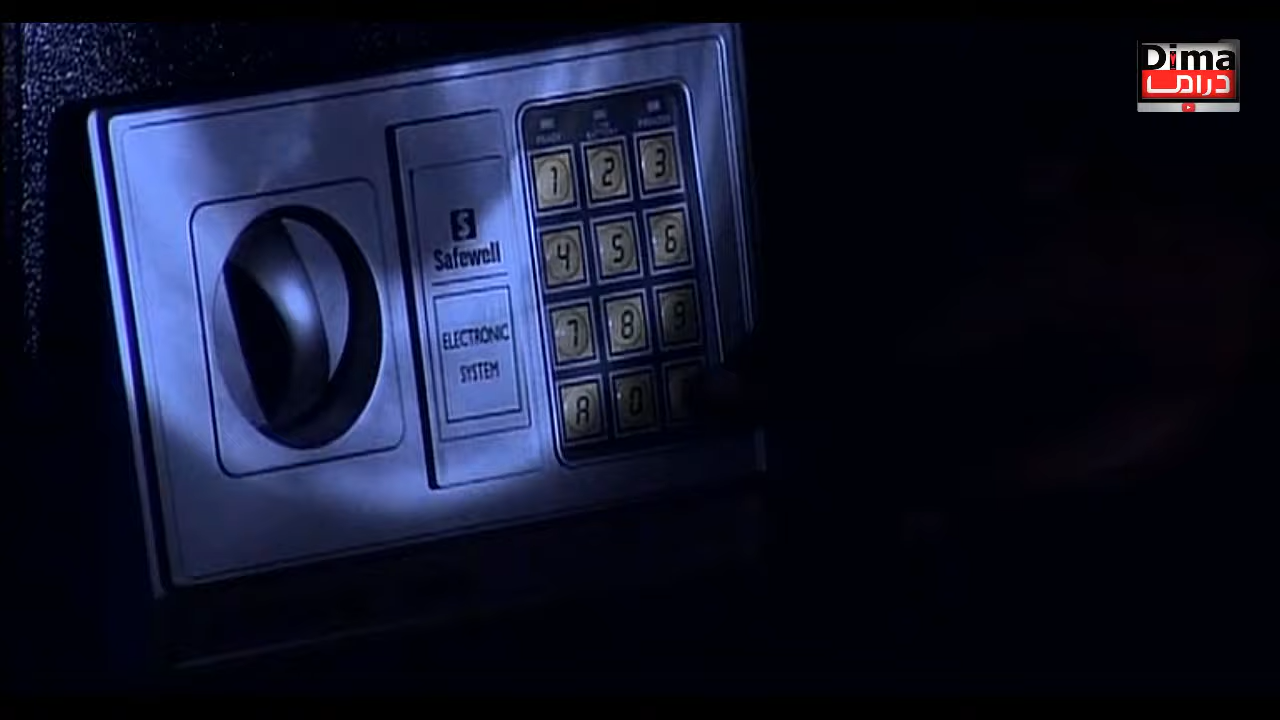 Dima
دراما
1 2 3
4 5 6
7 8 9
A 0
S
Safewell
ELECTRONIC
SYSTEM